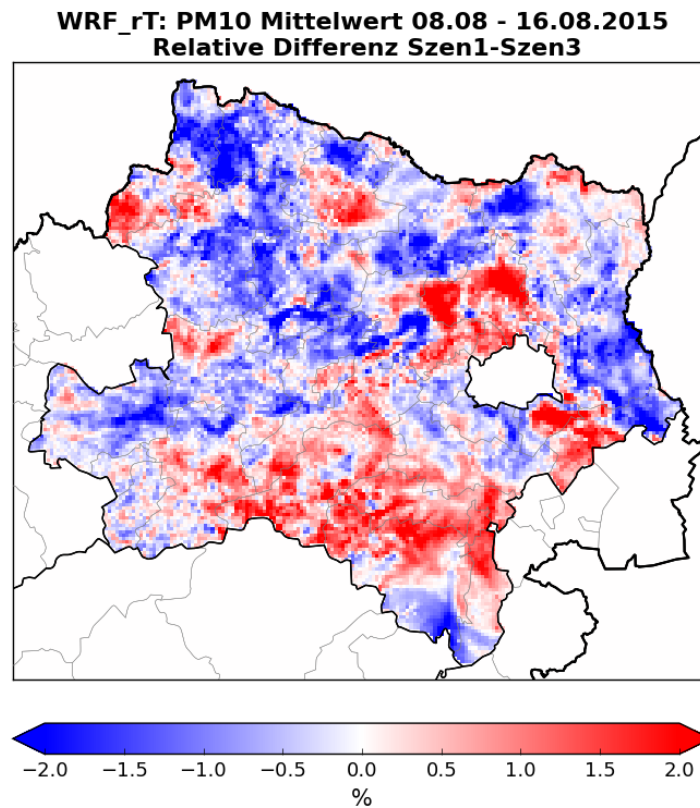 WRF_rT: PM10 Mittelwert 08.08 - 16.08.2015
Relative Differenz Szen1-Szen3
−2.0 −1.5 −1.0 −0.5 0.0 0.5 1.0 1.5 2.0
%